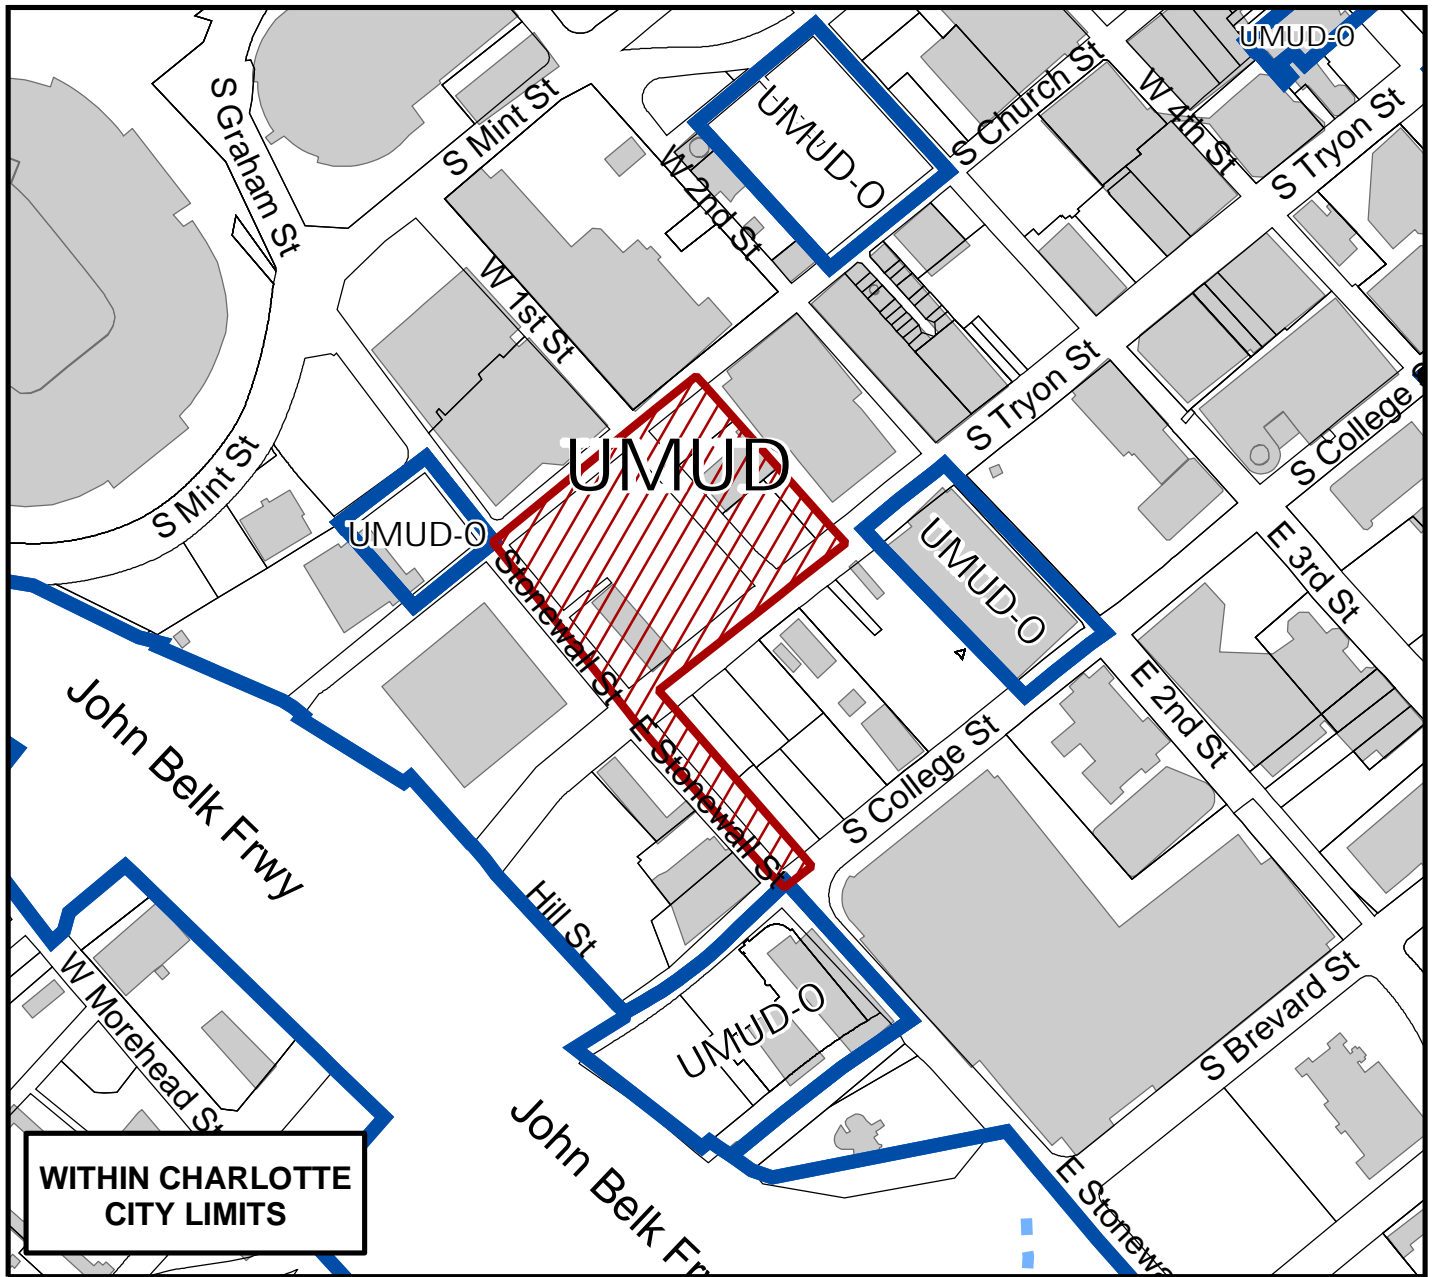 UMUD-O
S Graham St
S Mint St
UMUD-O
S Church St
W 4th St
S Tryon St
W 2nd St
W 1st St
S Tryon St
S College S
UMUD
S Mint St
UMUD-O
UMUD-O
E 3rd St
Stonewall St
E 2nd St
John Belk Frwy
E Stonewall St
S College St
Hill St
W Morehead St
UMUD-O
S Brevard St
John Belk Frw
E Stonewa
WITHIN CHARLOTTE
CITY LIMITS